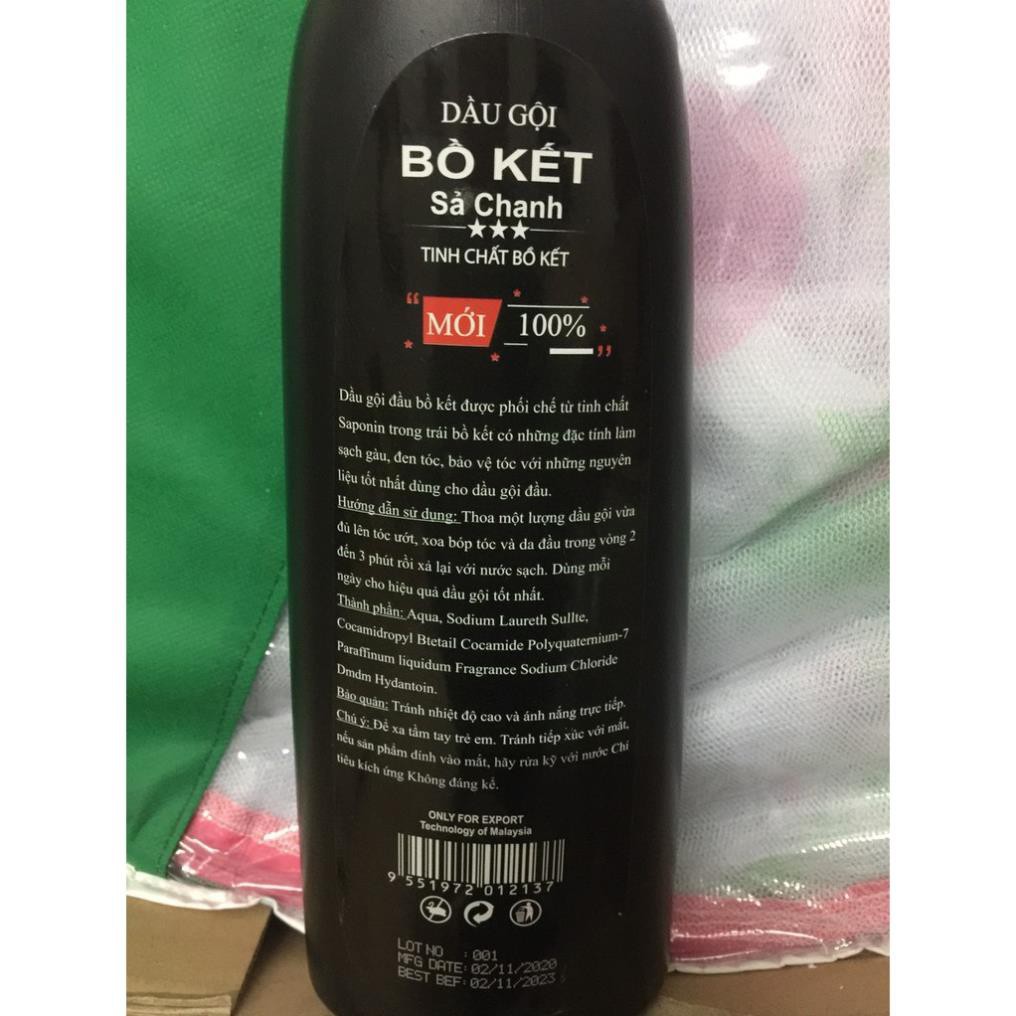 DẦU GỘI
BỒ KẾT
Sả Chanh
★★★
TINH CHẤT BỒ KẾT
“ MỚI 100% ”
Dầu gội đầu bồ kết được phối chế từ tinh chất
Saponin trong trái bồ kết có những đặc tính làm
sạch gàu, đen tóc, bảo vệ tóc với những nguyên
liệu tốt nhất dùng cho dầu gội đầu.
Hướng dẫn sử dụng: Thoa một lượng dầu gội vừa
đủ lên tóc ướt, xoa bóp tóc và da đầu trong vòng 2
đến 3 phút rồi xả lại với nước sạch. Dùng mỗi
ngày cho hiệu quả dầu gội tốt nhất.
Thành phần: Aqua, Sodium Laureth Sullte,
Cocamidropyl Btetail Cocamide Polyquaternium-7
Paraffinum liquidum Fragrance Sodium Chloride
Dmdm Hydantoin.
Bảo quản: Tránh nhiệt độ cao và ánh nắng trực tiếp.
Chú ý: Để xa tầm tay trẻ em. Tránh tiếp xúc với mắt,
nếu sản phẩm dính vào mắt, hãy rửa kỹ với nước Chỉ
tiêu kích ứng Không đáng kể.
ONLY FOR EXPORT
Technology of Malaysia
9 551972 012137
LOT NO : 001
MFG DATE: 02/11/2020
BEST BEF: 02/11/2023